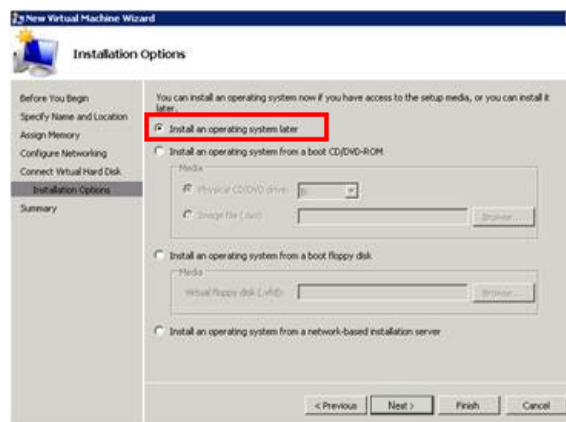 New Virtual Machine Wizard
Installation Options
Before You Begin
Specify Name and Location
Assign Memory
Configure Networking
Connect Virtual Hard Disk
Installation Options
Summary
You can install an operating system now if you have access to the setup media, or you can install it
later.
Install an operating system later
Install an operating system from a boot CD/DVD-ROM
Media
Physical CD/DVD drive:
Image file (.iso):
Browse...
Install an operating system from a boot floppy disk
Media
Virtual floppy disk (.vfd):
Browse...
Install an operating system from a network-based installation server
< Previous
Next >
Finish
Cancel